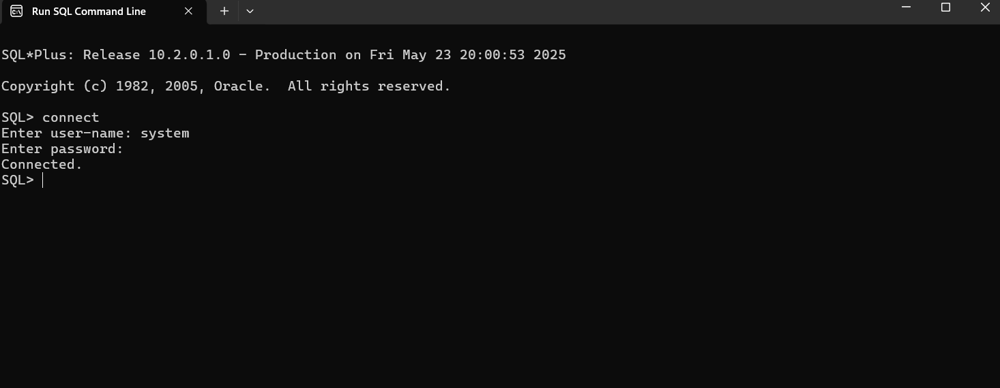 Run SQL Command Line
SQL*Plus: Release 10.2.0.1.0 - Production on Fri May 23 20:00:53 2025
Copyright (c) 1982, 2005, Oracle.  All rights reserved.
SQL> connect
Enter user-name: system
Enter password:
Connected.
SQL>